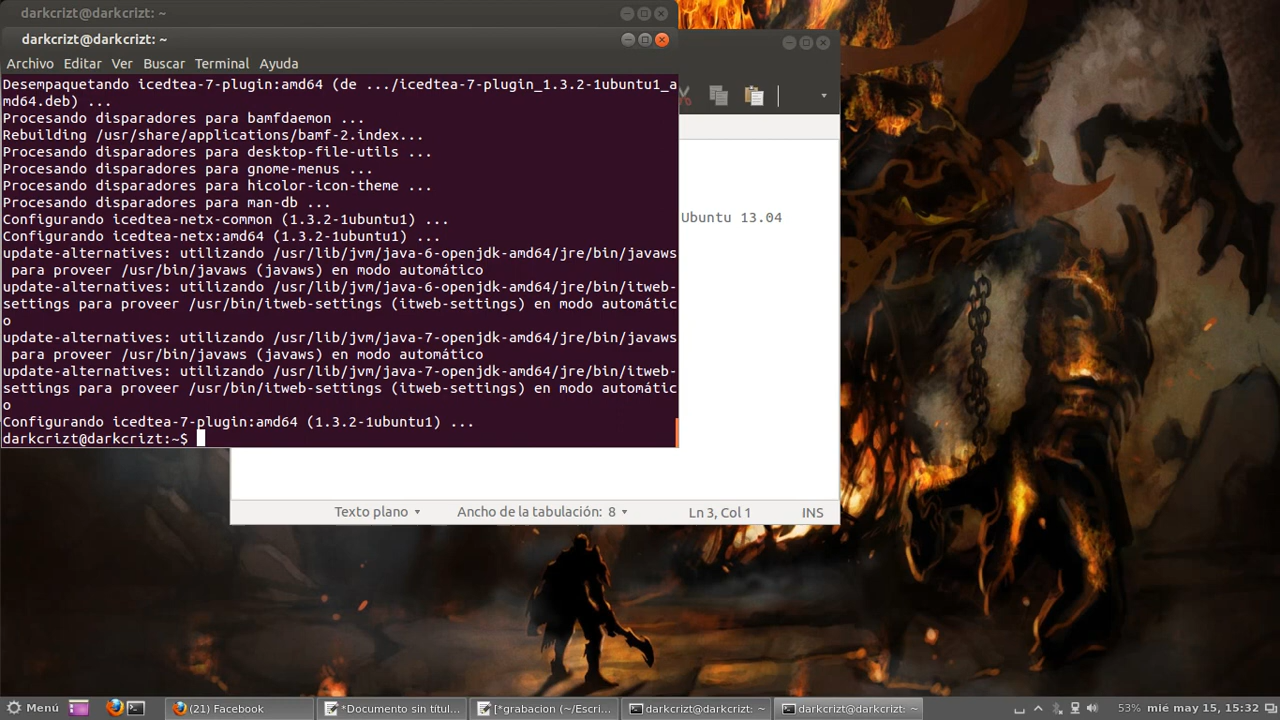 darkcrizt@darkcrizt: ~
darkcrizt@darkcrizt: ~
Archivo Editar Ver Buscar Terminal Ayuda
Desempaquetando icedtea-7-plugin:amd64 (de .../icedtea-7-plugin_1.3.2-1ubuntu1_a
md64.deb) ...
Procesando disparadores para bamfdaemon ...
Rebuilding /usr/share/applications/bamf-2.index...
Procesando disparadores para desktop-file-utils ...
Procesando disparadores para gnome-menus ...
Procesando disparadores para hicolor-icon-theme ...
Procesando disparadores para man-db ...
Configurando icedtea-netx-common (1.3.2-1ubuntu1) ...
Configurando icedtea-netx:amd64 (1.3.2-1ubuntu1) ...
update-alternatives: utilizando /usr/lib/jvm/java-6-openjdk-amd64/jre/bin/javaws
 para proveer /usr/bin/javaws (javaws) en modo automático
update-alternatives: utilizando /usr/lib/jvm/java-6-openjdk-amd64/jre/bin/itweb-
settings para proveer /usr/bin/itweb-settings (itweb-settings) en modo automátic
o
update-alternatives: utilizando /usr/lib/jvm/java-7-openjdk-amd64/jre/bin/javaws
 para proveer /usr/bin/javaws (javaws) en modo automático
update-alternatives: utilizando /usr/lib/jvm/java-7-openjdk-amd64/jre/bin/itweb-
settings para proveer /usr/bin/itweb-settings (itweb-settings) en modo automátic
o
Configurando icedtea-7-plugin:amd64 (1.3.2-1ubuntu1) ...
darkcrizt@darkcrizt:~$
Ubuntu 13.04
Texto plano Ancho de la tabulación: 8 Ln 3, Col 1 INS
Menú (21) Facebook *Documento sin títul... [*grabacion (~/Escri... darkcrizt@darkcrizt: ~ darkcrizt@darkcrizt: ~ 53% mié may 15, 15:32